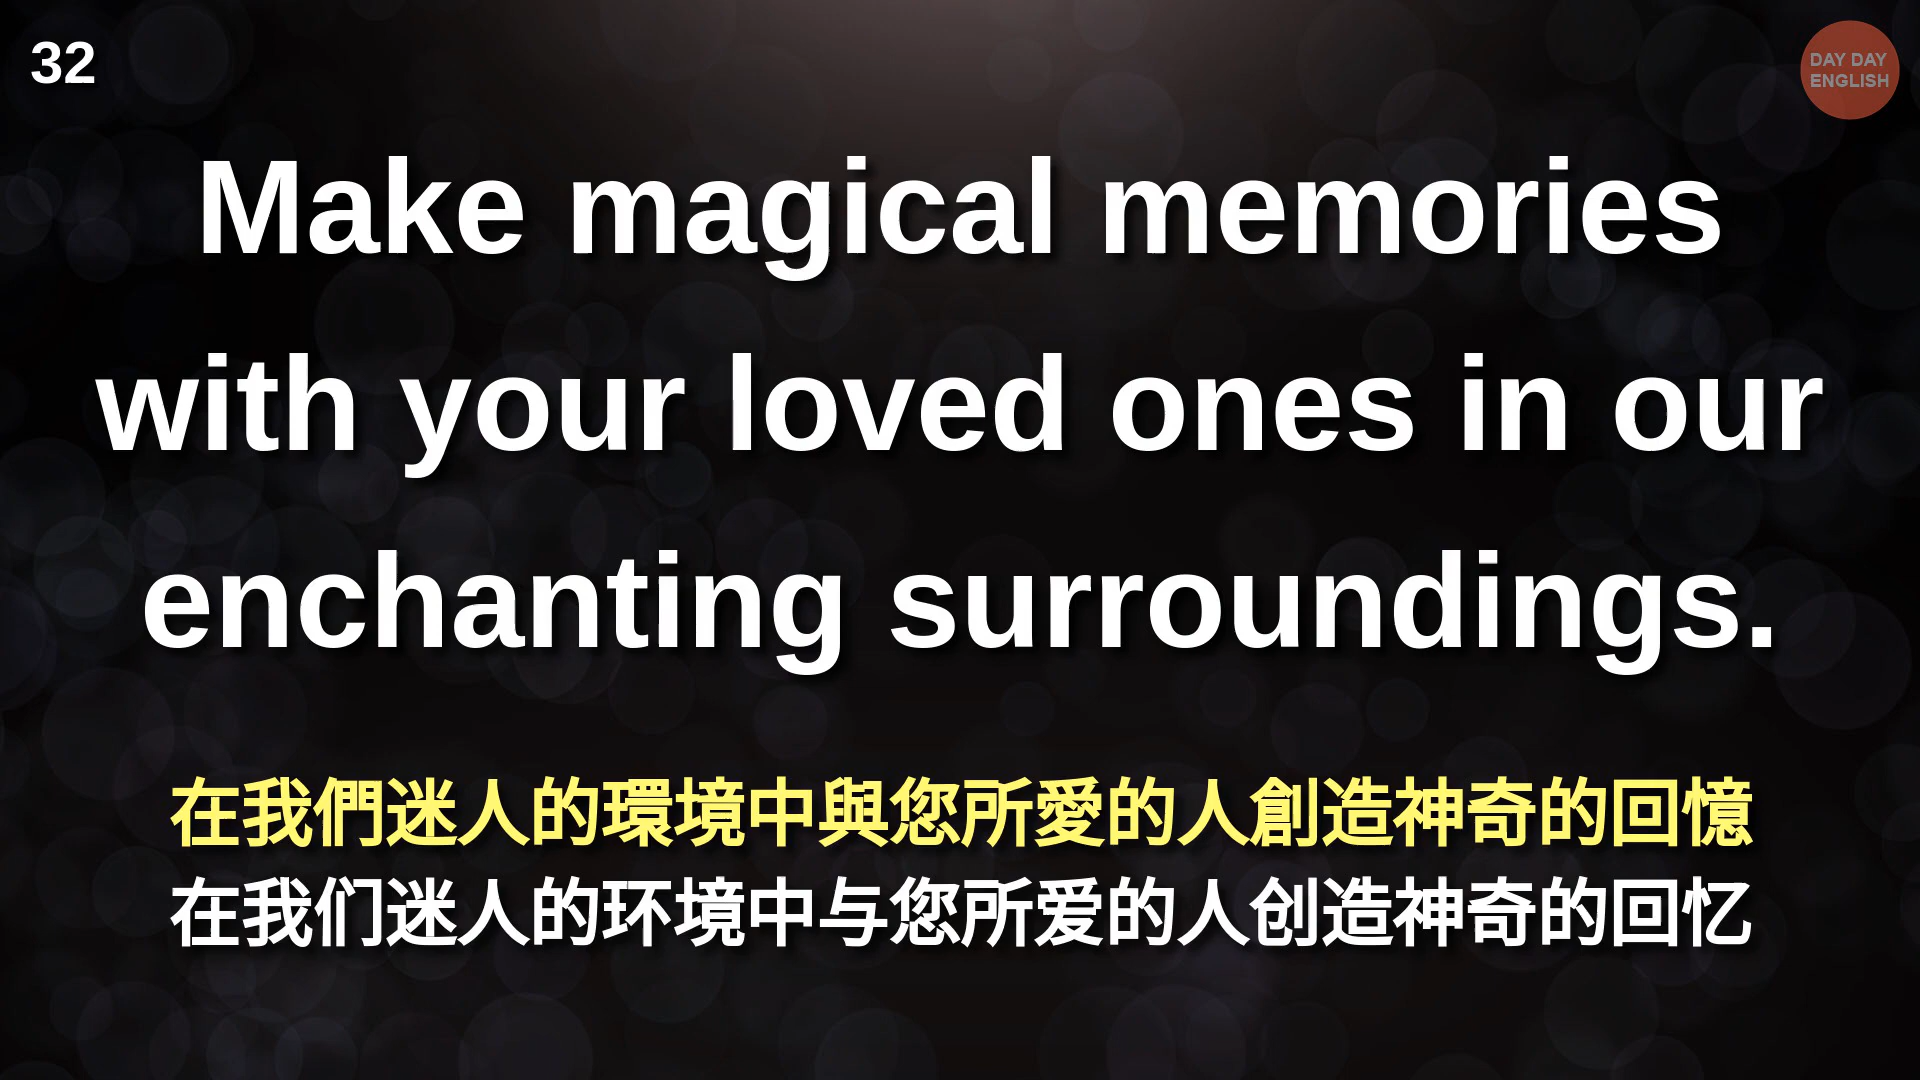 32
DAY DAY
ENGLISH
Make magical memories
with your loved ones in our
enchanting surroundings.
在我們迷人的環境中與您所愛的人創造神奇的回憶
在我们迷人的环境中与您所爱的人创造神奇的回忆